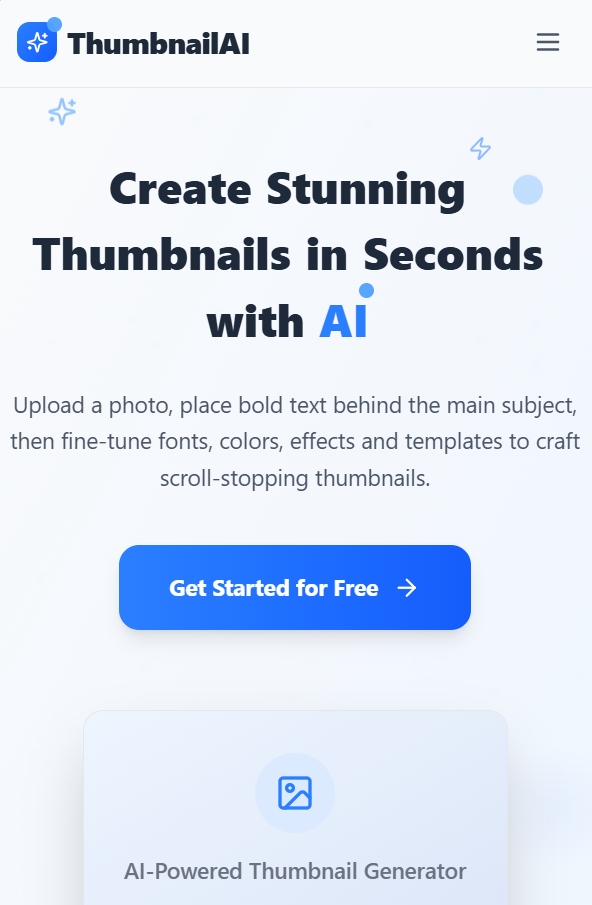 ThumbnailAI
Create Stunning
Thumbnails in Seconds
with AI
Upload a photo, place bold text behind the main subject,
then fine-tune fonts, colors, effects and templates to craft
scroll-stopping thumbnails.
Get Started for Free
AI-Powered Thumbnail Generator